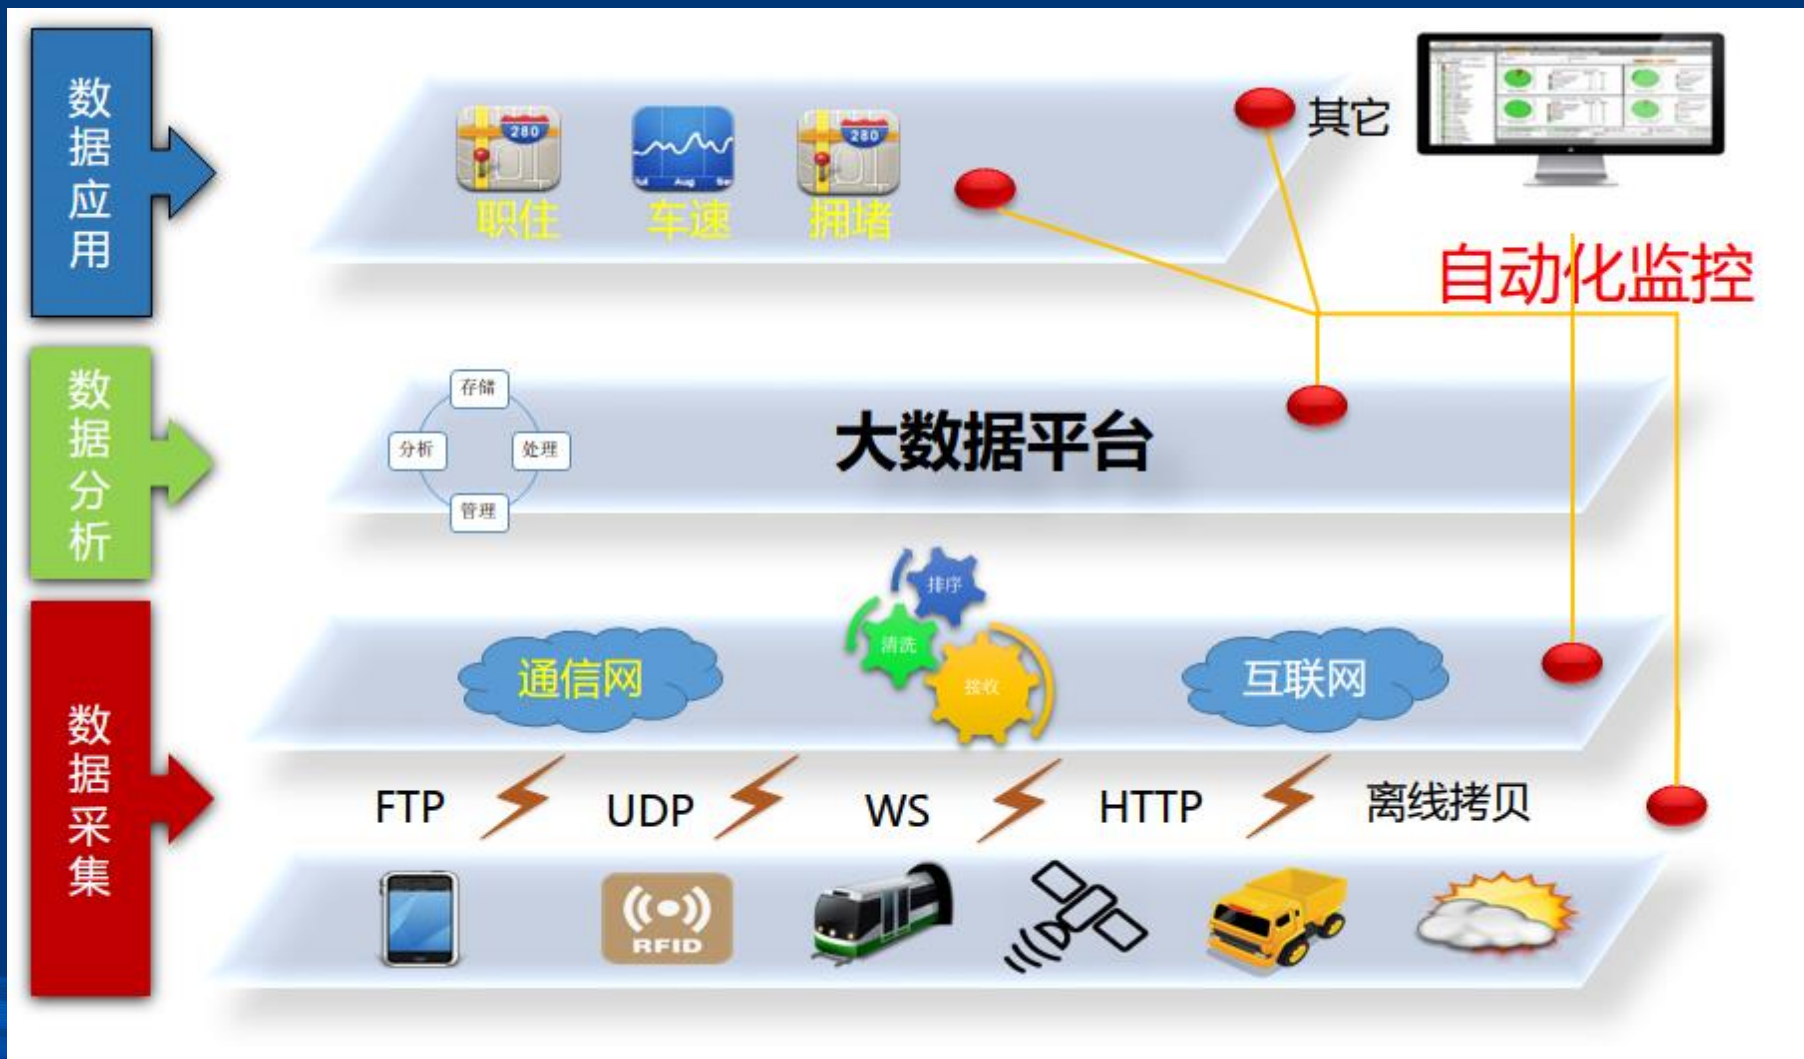 数据应用
280
职住
Aug
车速
280
拥堵
其它
自动化监控
数据分析
存储
分析
处理
管理
大数据平台
数据采集
通信网
排序
清洗
接收
互联网
FTP
UDP
WS
HTTP
离线拷贝
RFID